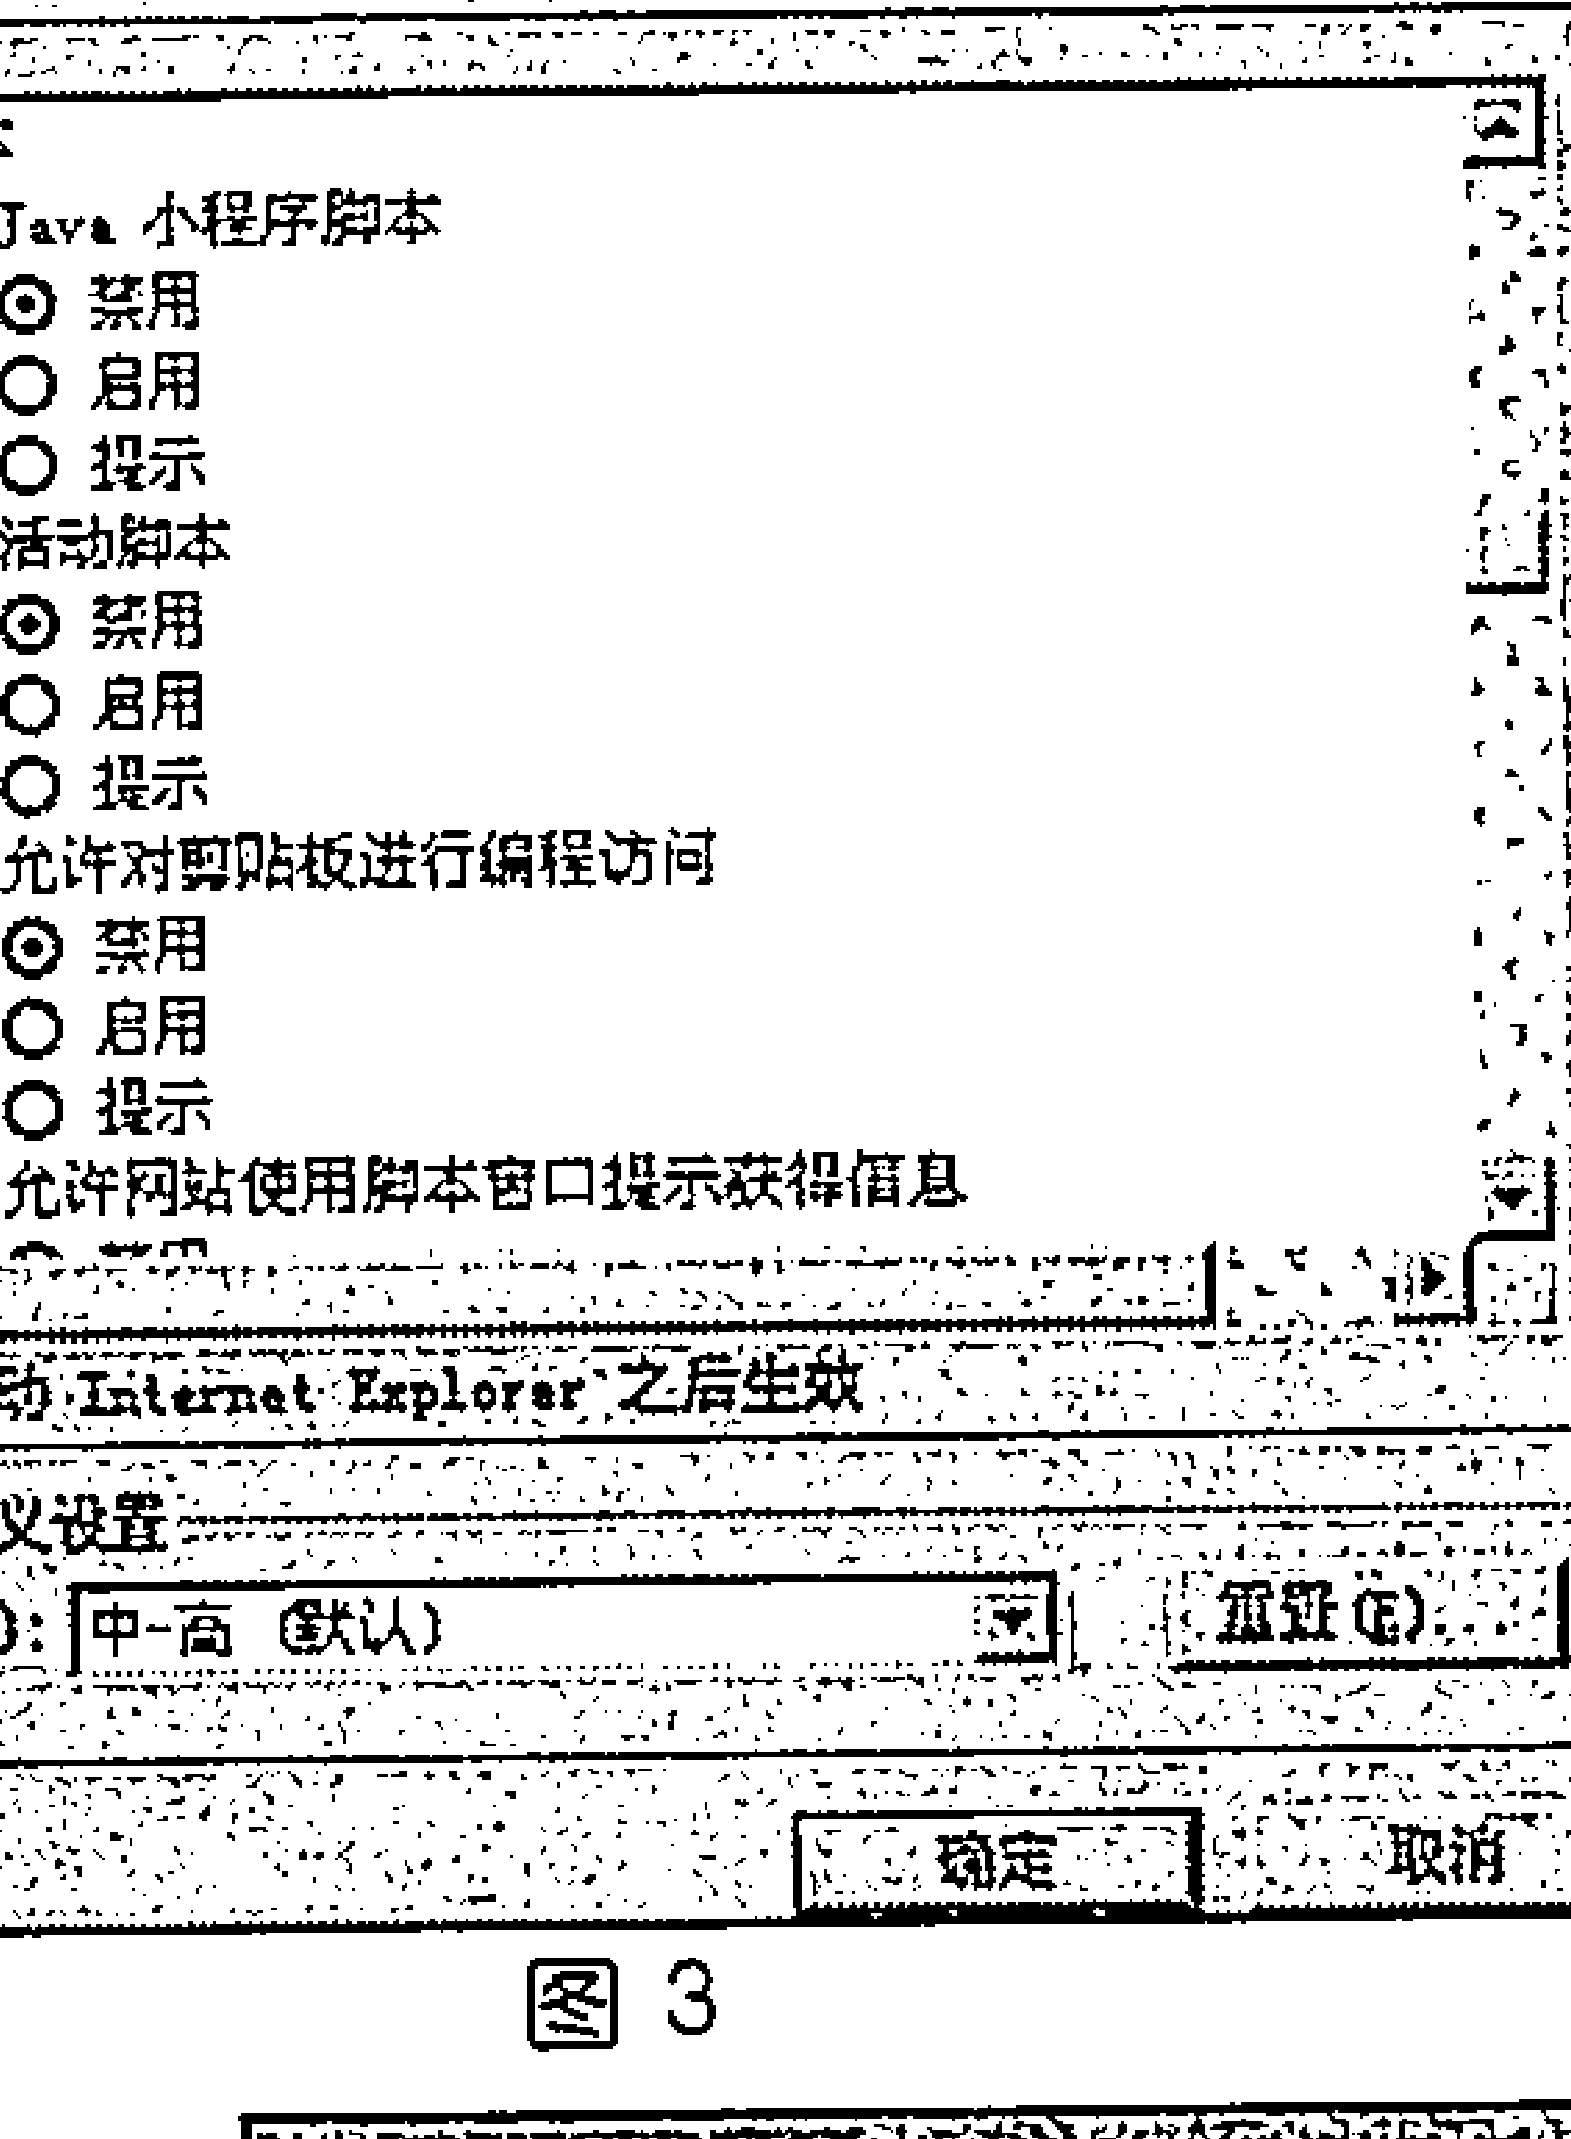 Java 小程序脚本
禁用
启用
提示
活动脚本
禁用
启用
提示
允许对剪贴板进行编程访问
禁用
启用
提示
允许网站使用脚本窗口提示获得信息
动 Internet Explorer 之后生效
义设置
中-高 (默认)
重置(E)
确定
取消
图 3